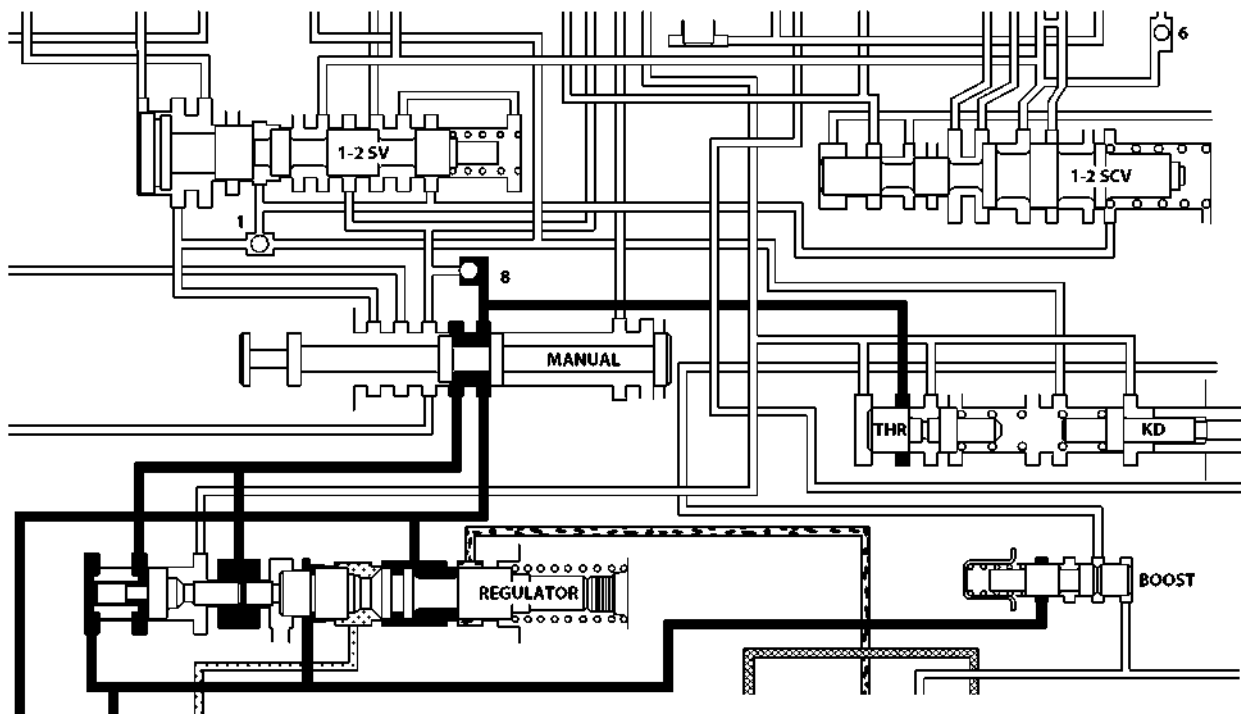 6
1-2 SV
1-2 SCV
1
8
MANUAL
THR
KD
REGULATOR
BOOST